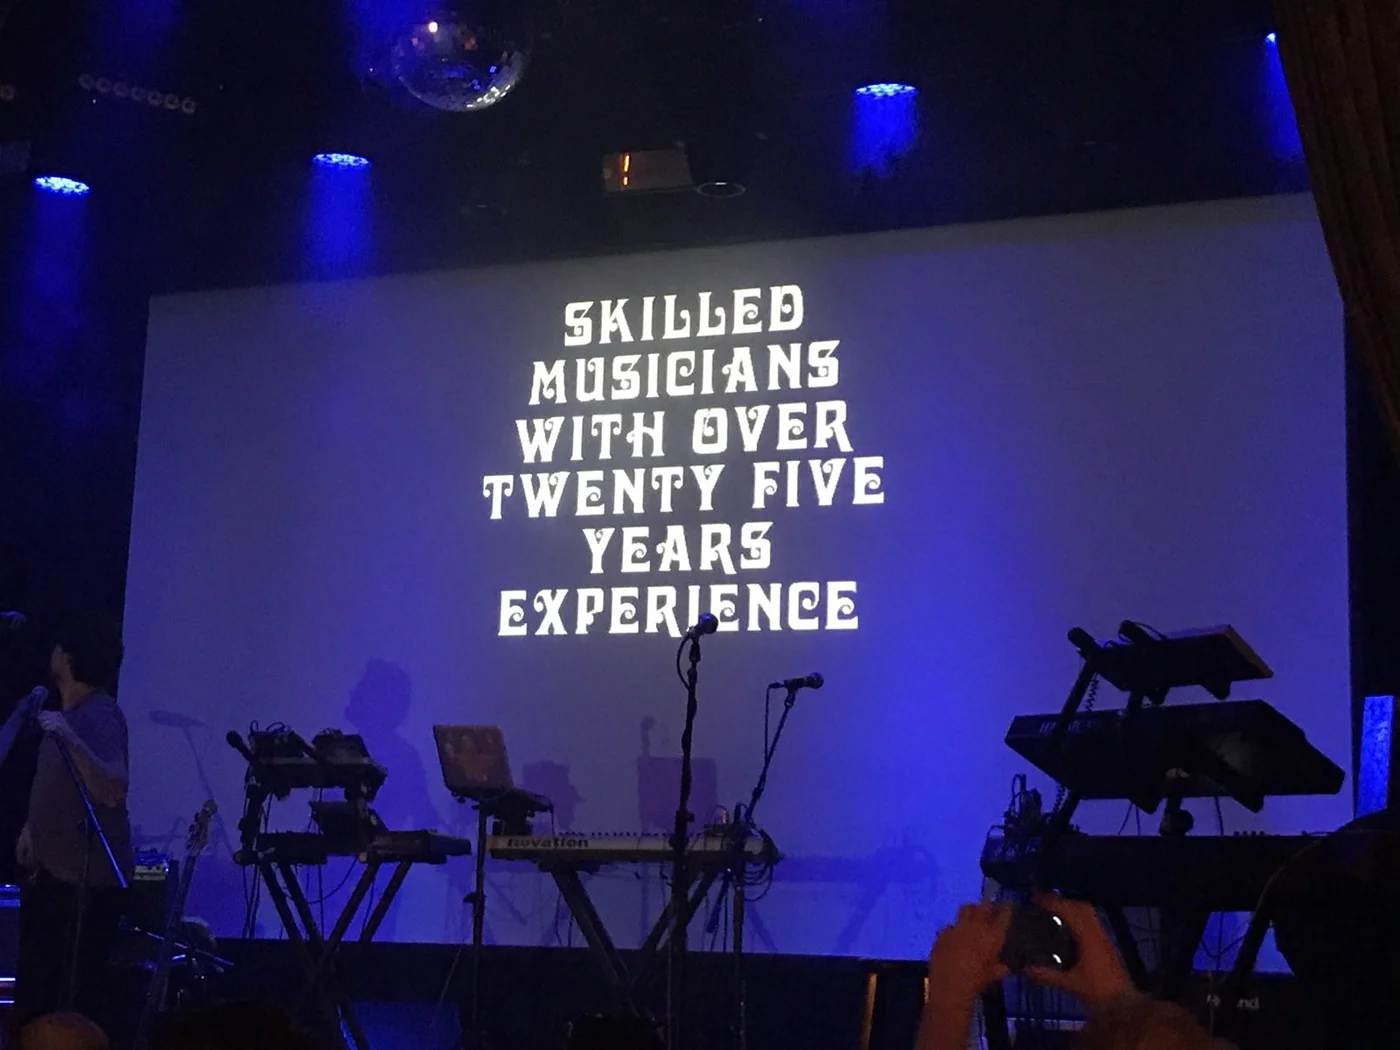 SKILLED
MUSICIANS
WITH OVER
TWENTY FIVE
YEARS
EXPERIENCE
novation